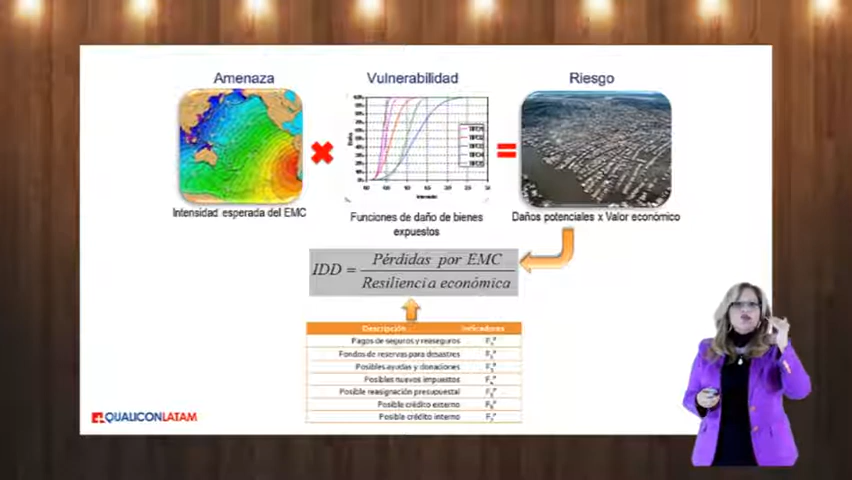 Amenaza
Vulnerabilidad
Riesgo
Intensidad esperada del EMC
Funciones de daño de bienes
expuestos
Daños potenciales x Valor económico
IDD = Pérdidas por EMC
Resiliencia económica
Descripción Indicadores
Pagos de seguros y reaseguros
Fondos de reservas para desastres
Posibles ayudas y donaciones
Posibles nuevos impuestos
Posible reasignación presupuestal
Posible crédito externo
Posible crédito interno
QUALICONLATAM